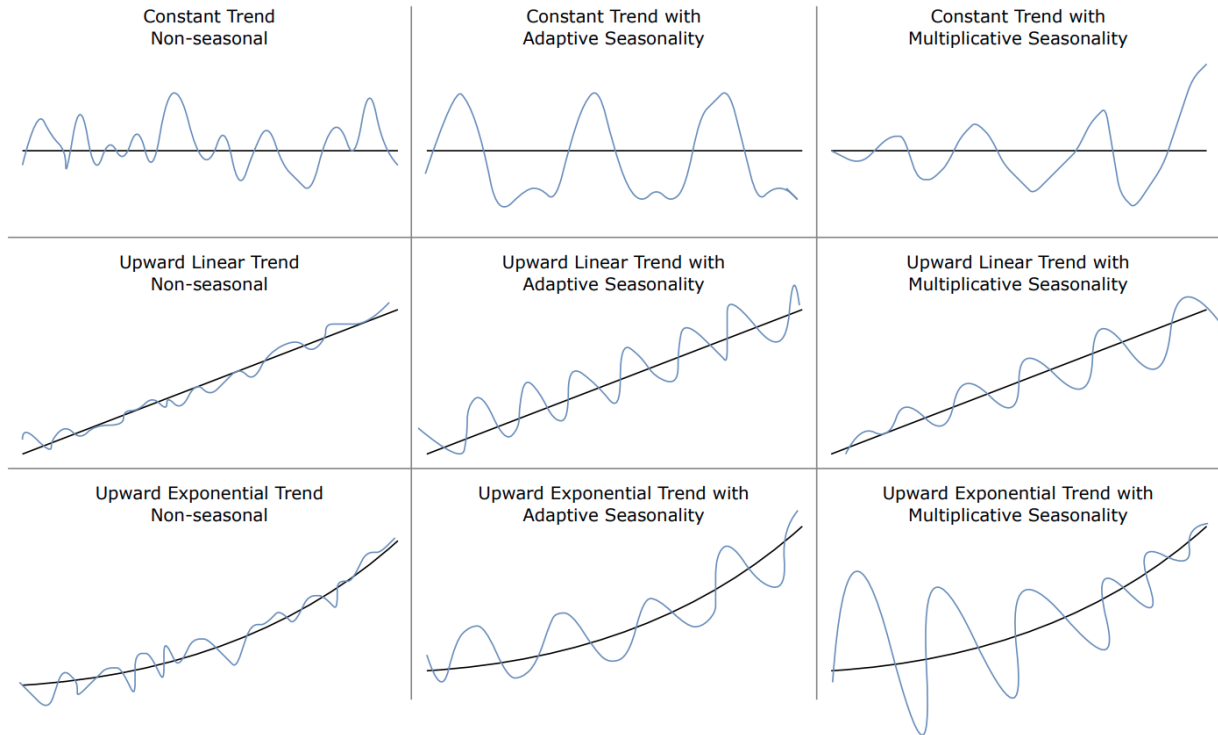 Constant Trend
Non-seasonal
Constant Trend with
Adaptive Seasonality
Constant Trend with
Multiplicative Seasonality
Upward Linear Trend
Non-seasonal
Upward Linear Trend with
Adaptive Seasonality
Upward Linear Trend with
Multiplicative Seasonality
Upward Exponential Trend
Non-seasonal
Upward Exponential Trend with
Adaptive Seasonality
Upward Exponential Trend with
Multiplicative Seasonality